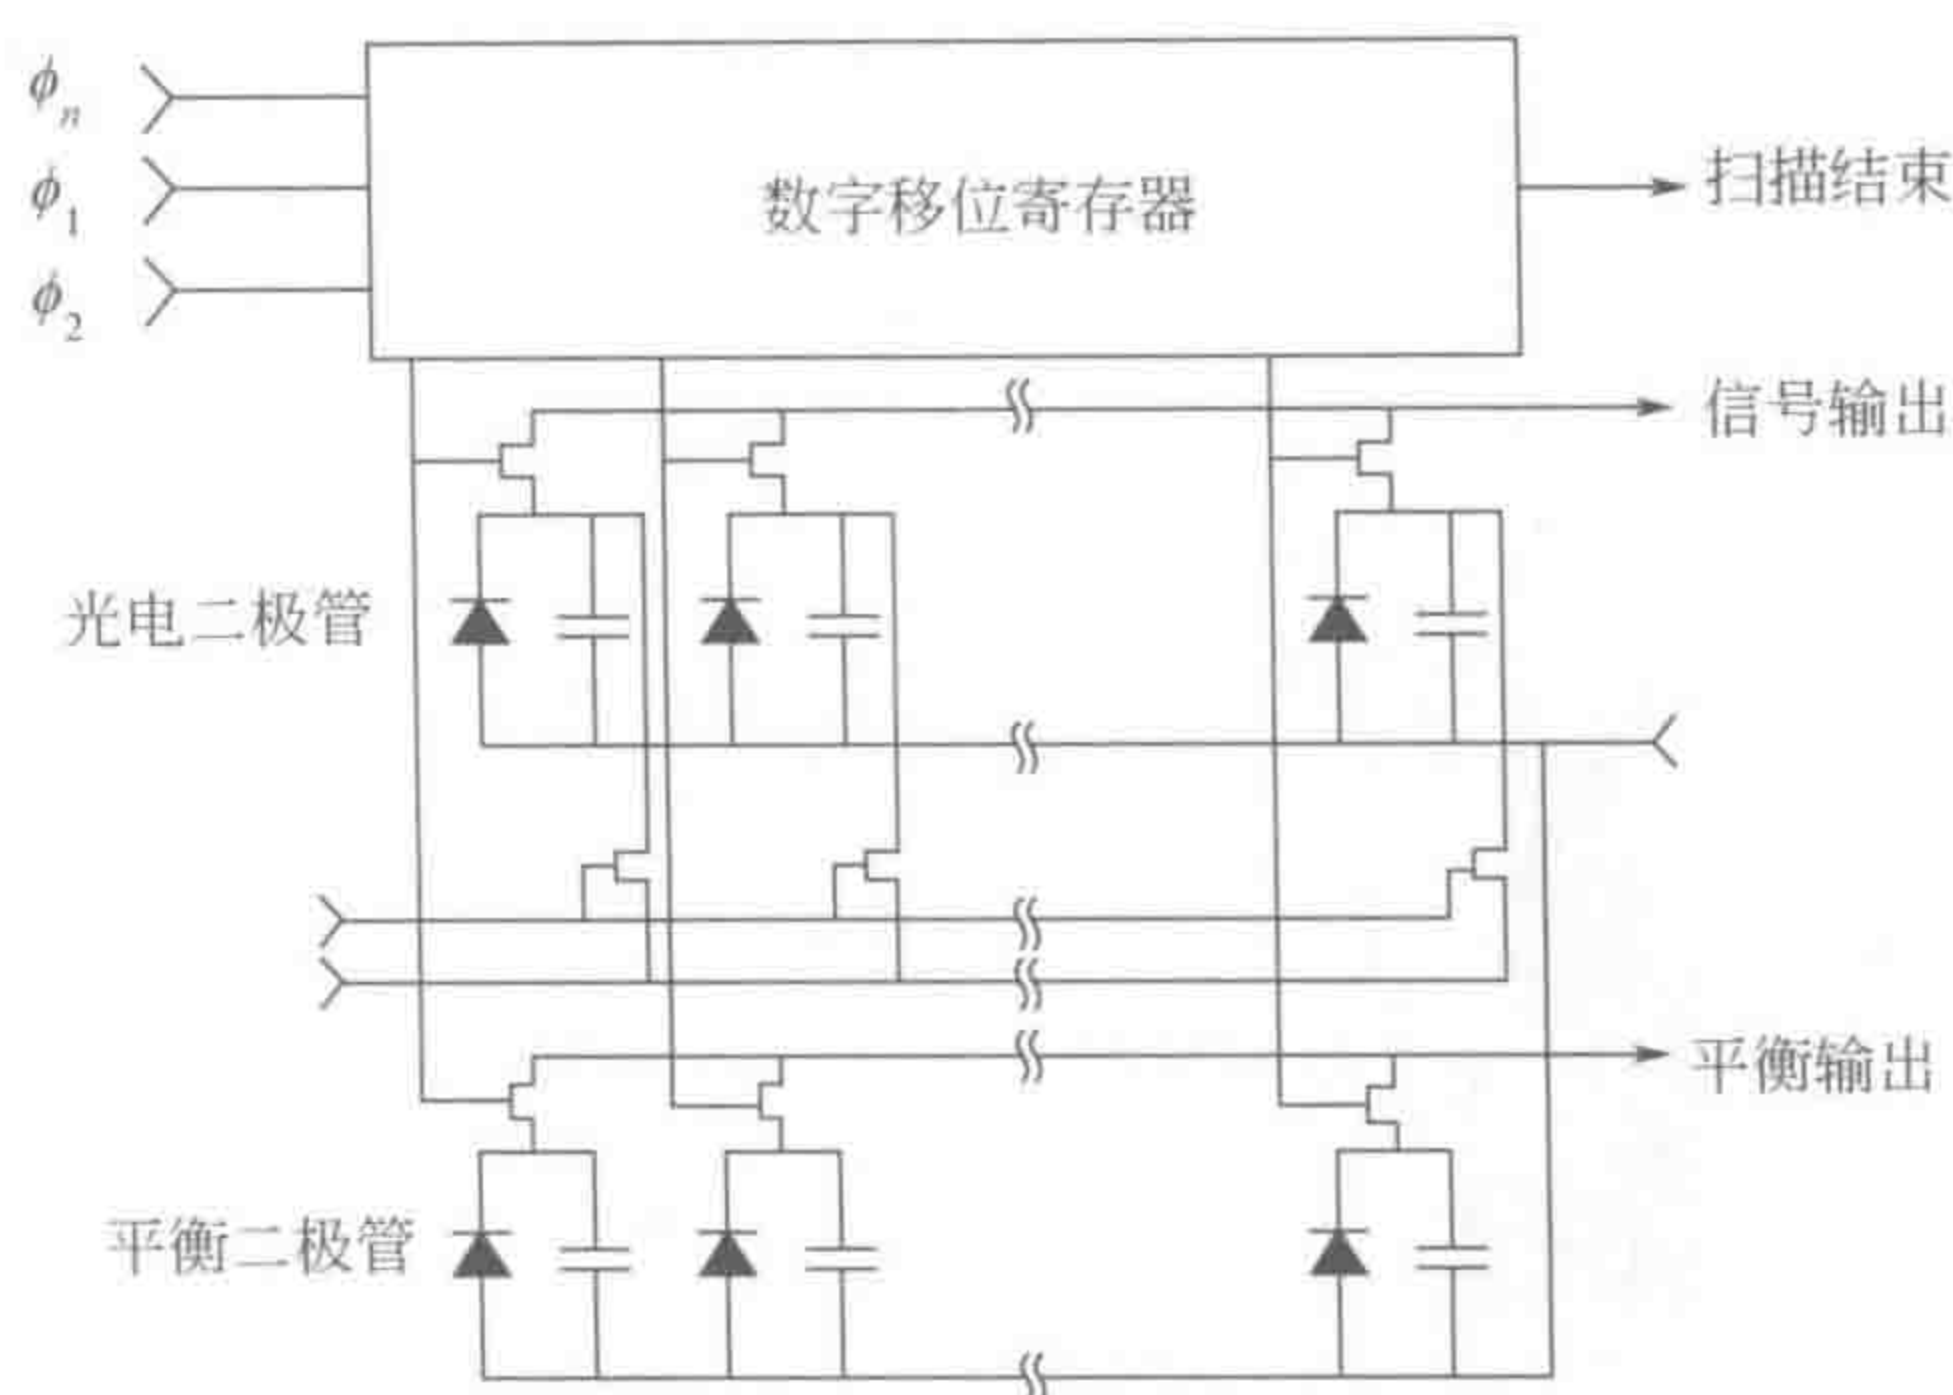 ϕn
ϕ1
ϕ2
数字移位寄存器
扫描结束
信号输出
光电二极管
平衡输出
平衡二极管